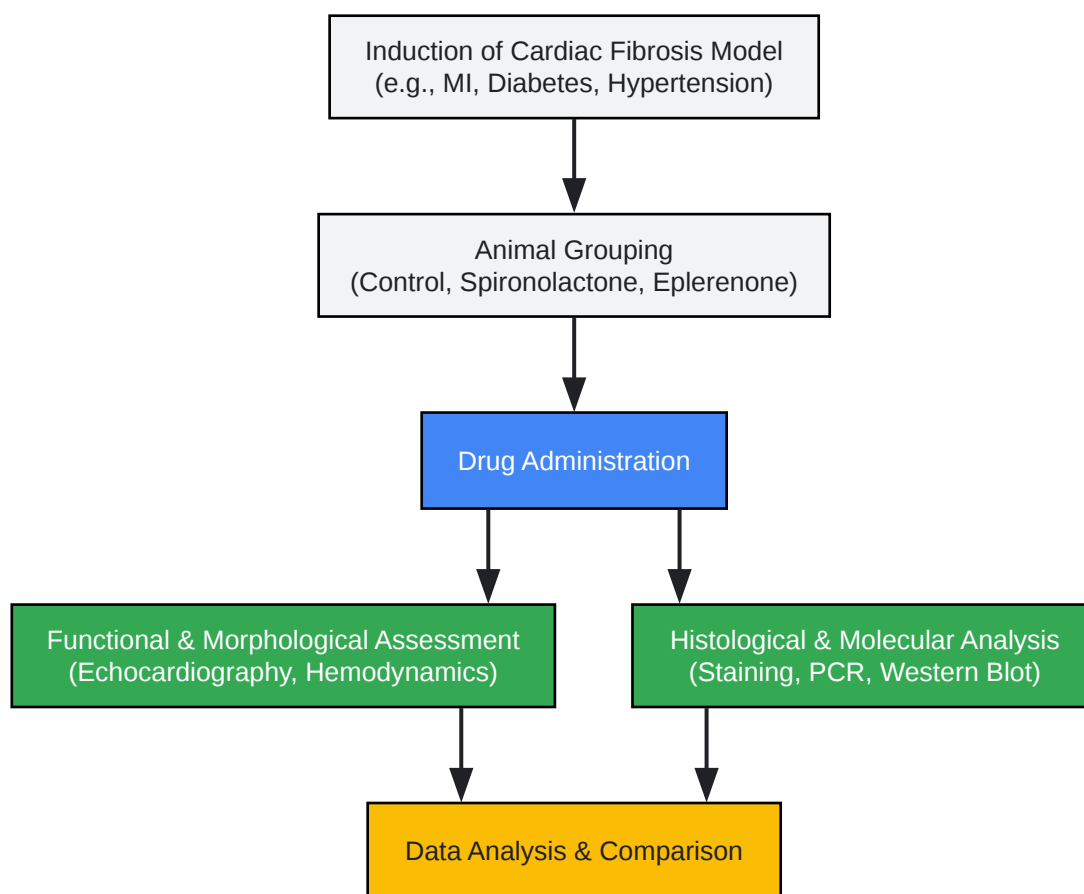 Induction of Cardiac Fibrosis Model
(e.g., MI, Diabetes, Hypertension)
Animal Grouping
(Control, Spironolactone, Eplerenone)
Drug Administration
Functional & Morphological Assessment
(Echocardiography, Hemodynamics)
Histological & Molecular Analysis
(Staining, PCR, Western Blot)
Data Analysis & Comparison